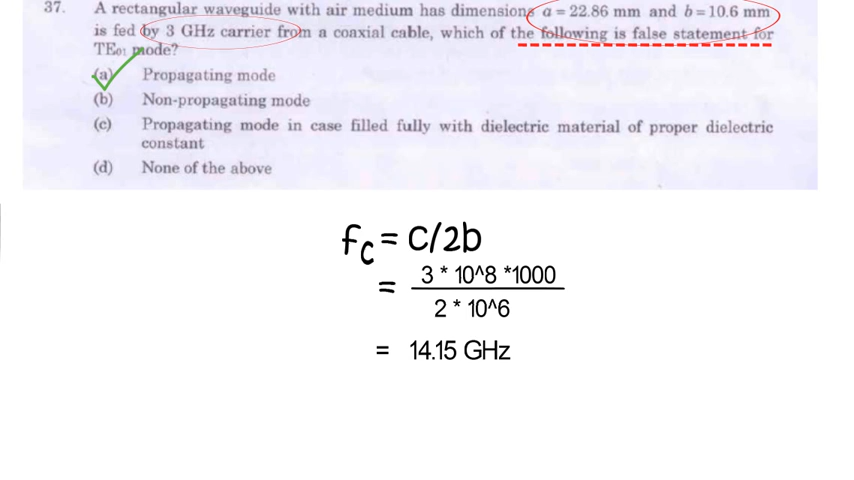 37. A rectangular waveguide with air medium has dimensions a = 22.86 mm and b = 10.6 mm
is fed by 3 GHz carrier from a coaxial cable, which of the following is false statement for
TE₀₁ mode?
(a) Propagating mode
(b) Non-propagating mode
(c) Propagating mode in case filled fully with dielectric material of proper dielectric
constant
(d) None of the above
fc = c/2b
= 3 * 10^8 *1000
2 * 10^6
= 14.15 GHz